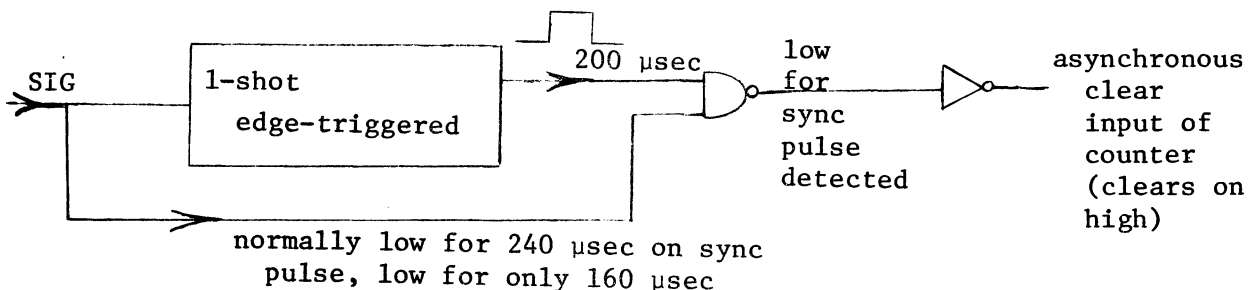 SIG
1-shot
edge-triggered
200 μsec
low
for
sync
pulse
detected
asynchronous
clear
input of
counter
(clears on
high)
normally low for 240 μsec on sync
pulse, low for only 160 μsec